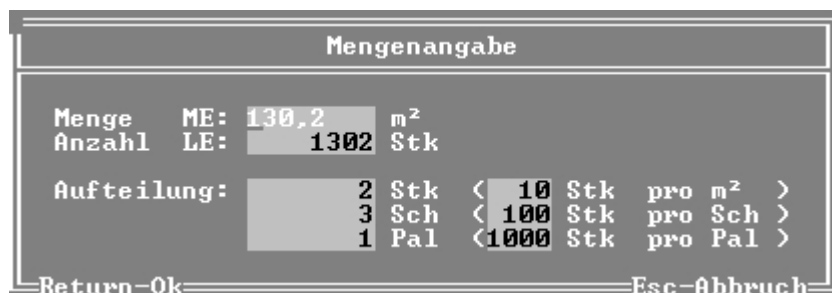 Mengenangabe
Menge ME: 130,2 m²
Anzahl LE: 1302 Stk
Aufteilung: 2 Stk ( 10 Stk pro m² )
3 Sch ( 100 Stk pro Sch )
1 Pal (1000 Stk pro Pal )
Return-Ok Esc-Abbruch